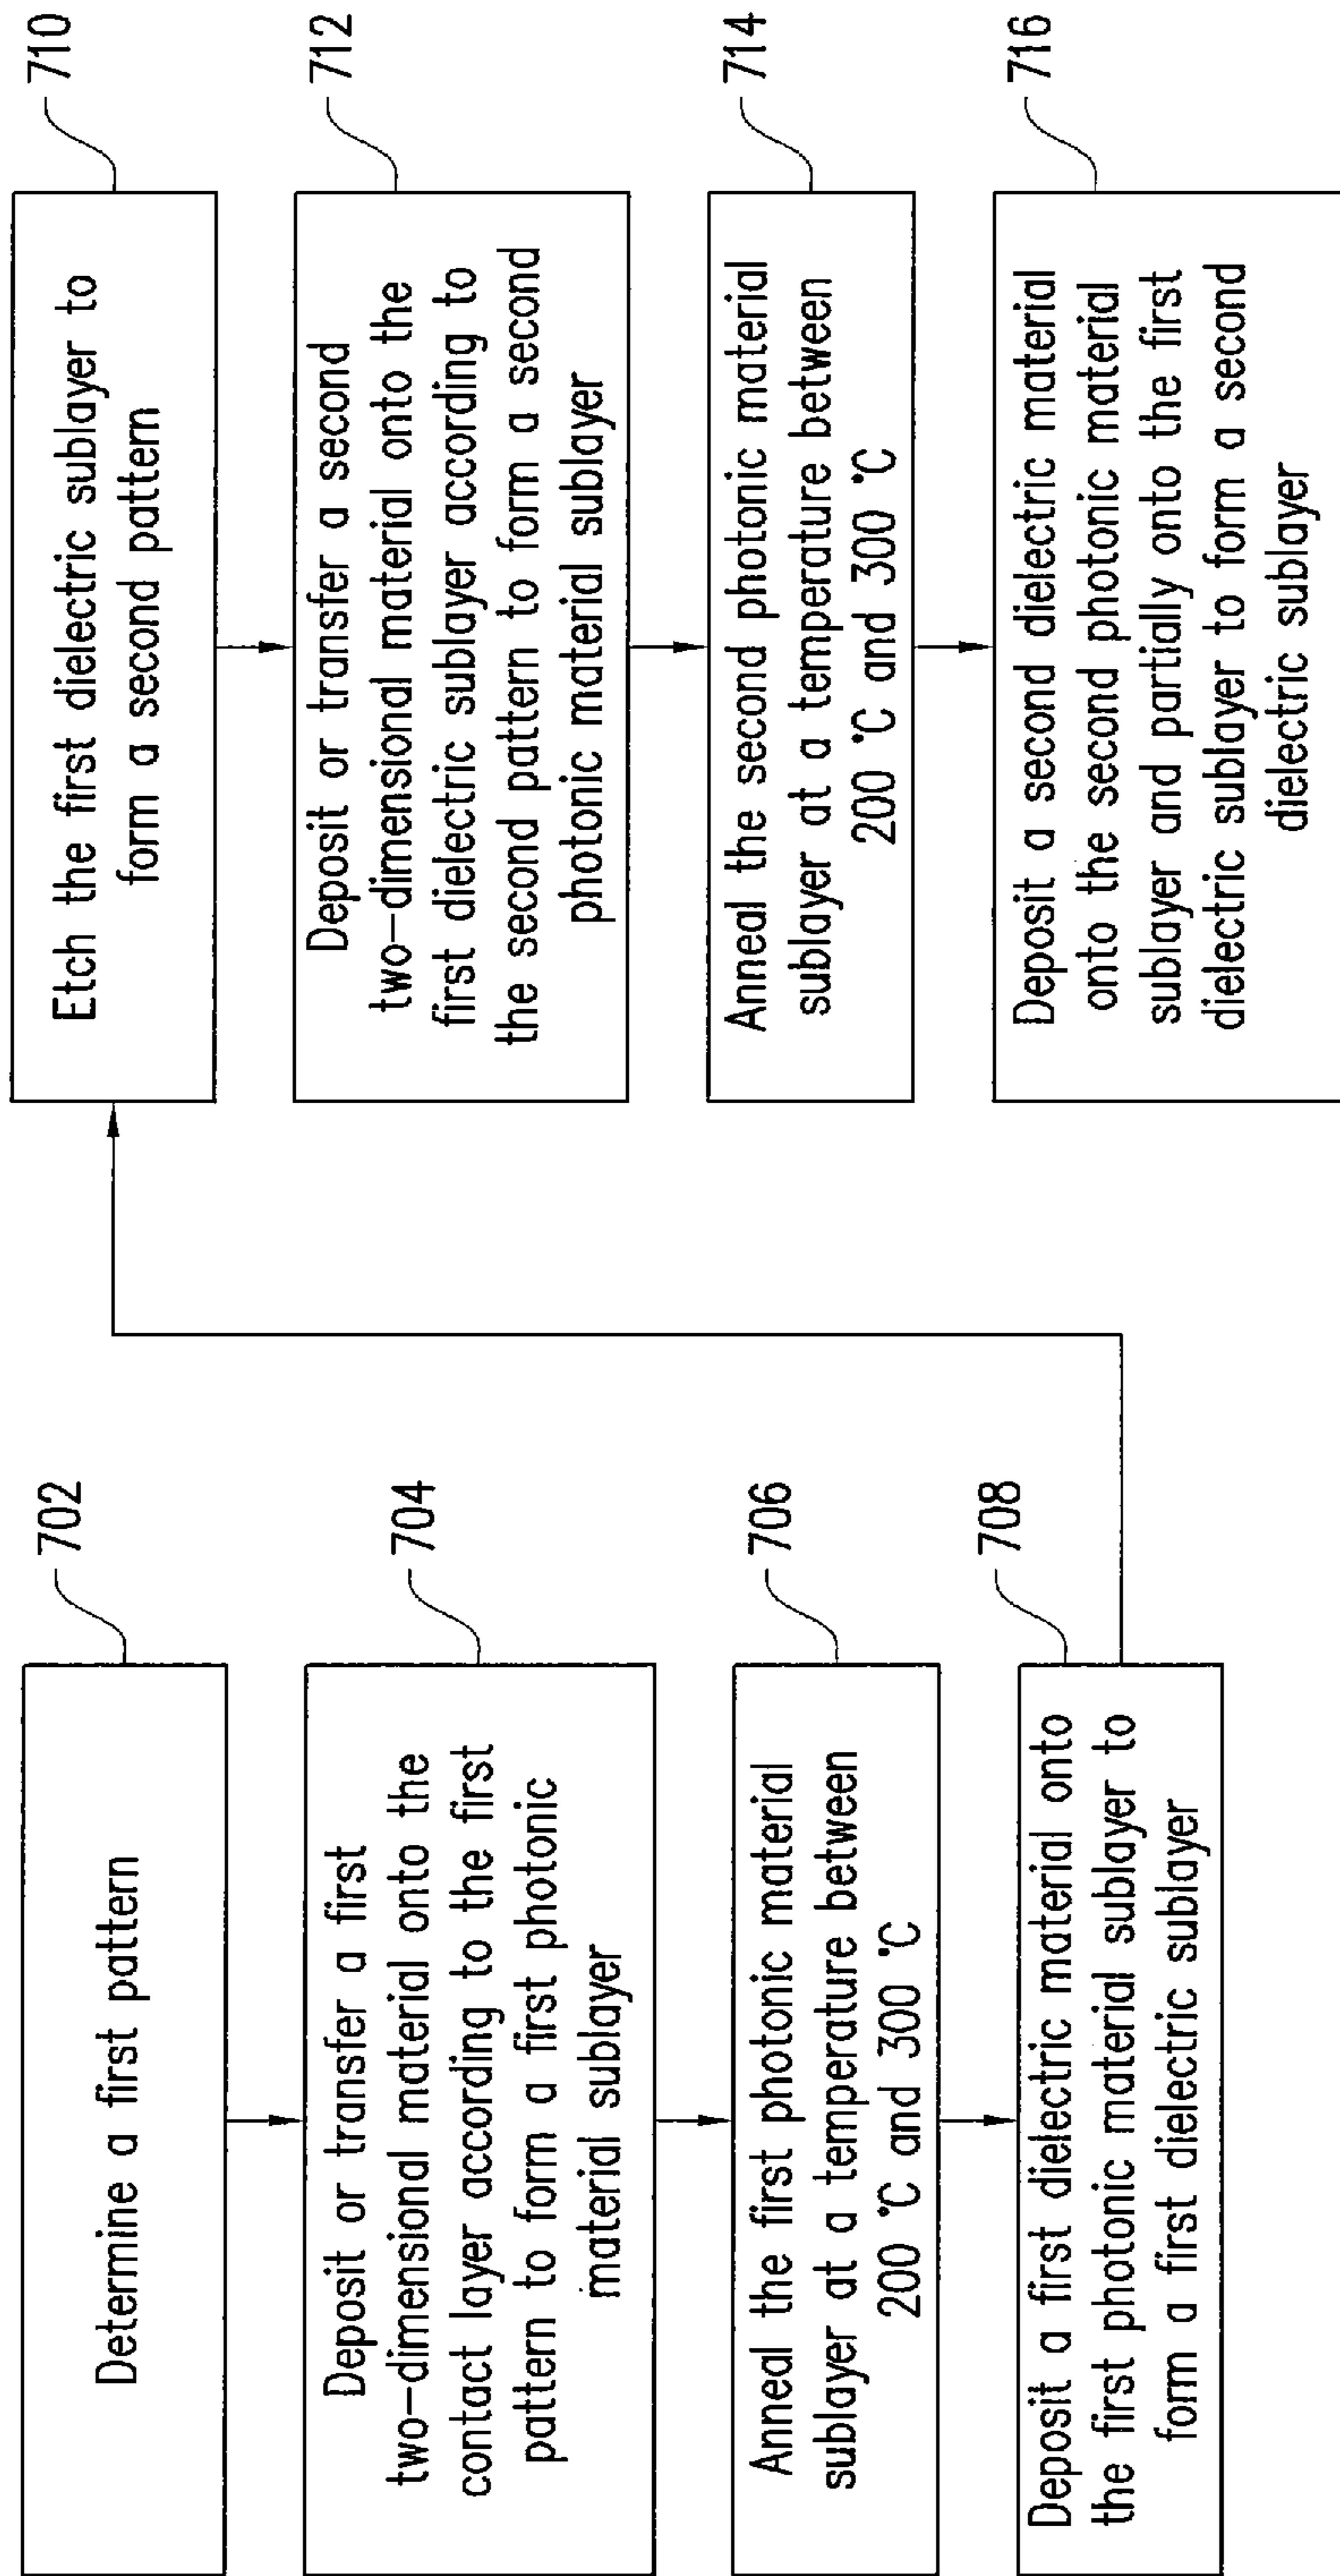 Determine a first pattern
702
Deposit or transfer a first
two-dimensional material onto the
contact layer according to the first
pattern to form a first photonic
material sublayer
704
Anneal the first photonic material
sublayer at a temperature between
200 °C and 300 °C
706
Deposit a first dielectric material onto
the first photonic material sublayer to
form a first dielectric sublayer
708
Etch the first dielectric sublayer to
form a second pattern
710
Deposit or transfer a second
two-dimensional material onto the
first dielectric sublayer according to
the second pattern to form a second
photonic material sublayer
712
Anneal the second photonic material
sublayer at a temperature between
200 °C and 300 °C
714
Deposit a second dielectric material
onto the second photonic material
sublayer and partially onto the first
dielectric sublayer to form a second
dielectric sublayer
716